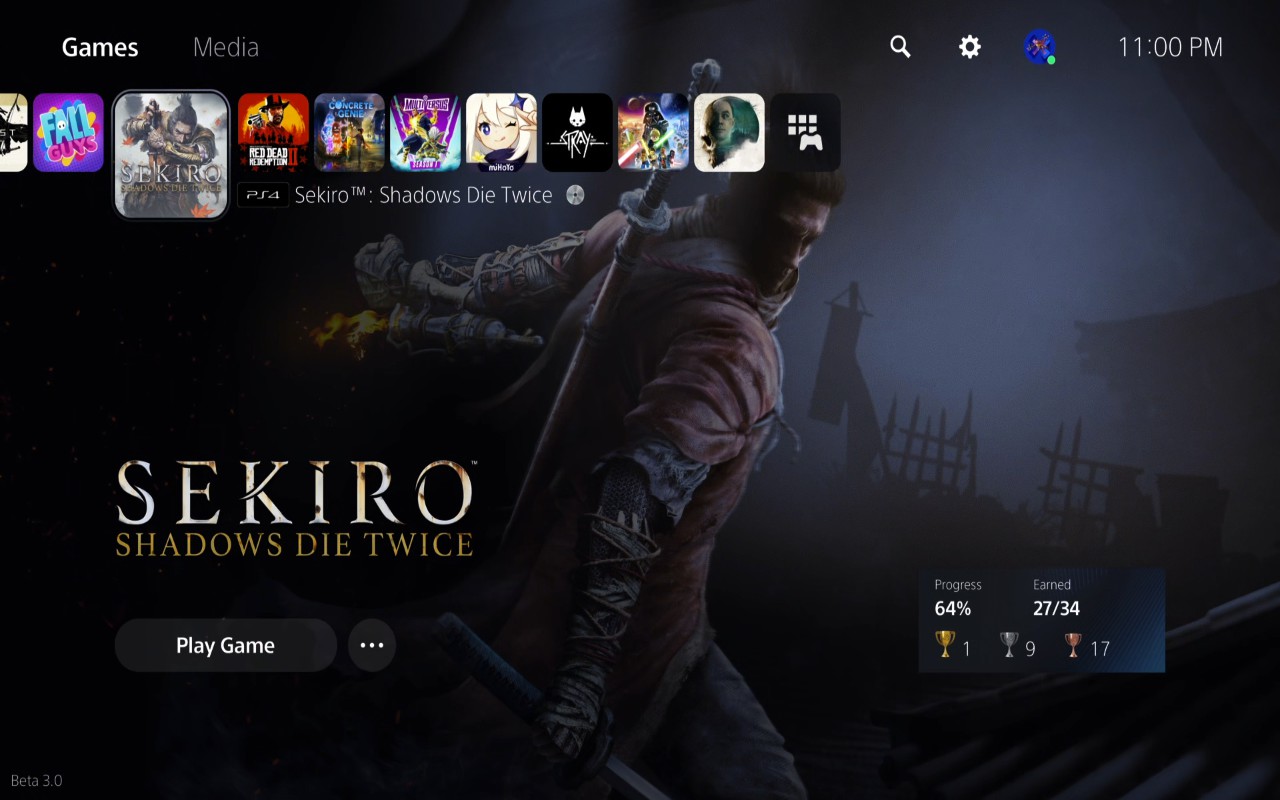 Games
Media
11:00 PM
FALL GUYS
SEKIRO
SHADOWS DIE TWICE
RED DEAD
REDEMPTION II
CONCRETE
GENIE
MULTIVERSUS
miHoYo
STRAY
PS4
Sekiro™: Shadows Die Twice
SEKIRO™
SHADOWS DIE TWICE
Progress
Earned
64%
27/34
1
9
17
Play Game
Beta 3.0